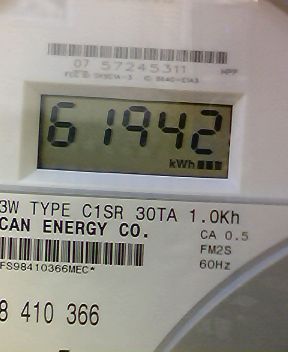 07 57245311
61942
kWh
3W TYPE C1SR 30TA 1.0Kh
CAN ENERGY CO.
CA 0.5
FM2S
FS98410366MEC*
60Hz
8 410 366